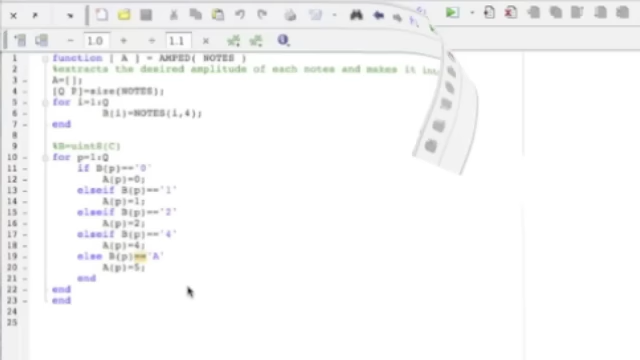 1.0
1.1
1 function [ A ] = AMPED( NOTES )
2 %extracts the desired amplitude of each notes and makes it
3 A=[];
4 [Q P]=size(NOTES);
5 for i=1:Q
6 B(i)=NOTES(i,4);
7 end
8
9 %B=uint8(C)
10 for p=1:Q
11 if B(p)=='0'
12 A(p)=0;
13 elseif B(p)=='1'
14 A(p)=1;
15 elseif B(p)=='2'
16 A(p)=2;
17 elseif B(p)=='4'
18 A(p)=4;
19 else B(p)=='A'
20 A(p)=5;
21 end
22 end
23 end
24
25